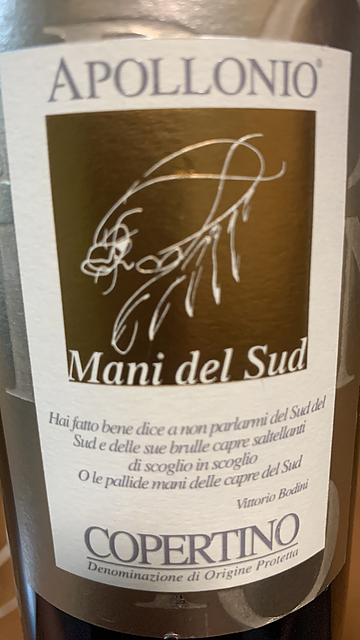 APOLLONIO®
Mani del Sud
Hai fatto bene dice a non parlarmi del Sud del
Sud e delle sue brulle capre saltellanti
di scoglio in scoglio
O le pallide mani delle capre del Sud
Vittorio Bodini
COPERTINO
Denominazione di Origine Protetta